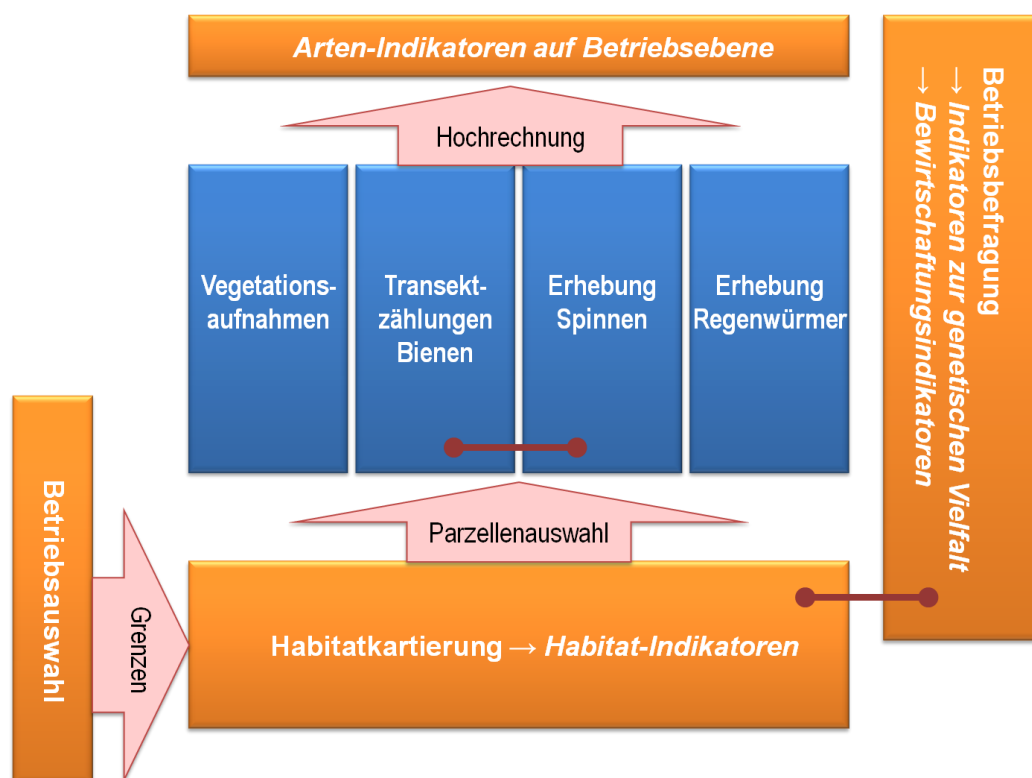 Arten-Indikatoren auf Betriebsebene
Hochrechnung
Vegetations-
aufnahmen
Transekt-
zählungen
Bienen
Erhebung
Spinnen
Erhebung
Regenwürmer
Parzellenauswahl
Habitatkartierung → Habitat-Indikatoren
Betriebsauswahl
Grenzen
Betriebsbefragung
→ Indikatoren zur genetischen Vielfalt
→ Bewirtschaftungsindikatoren